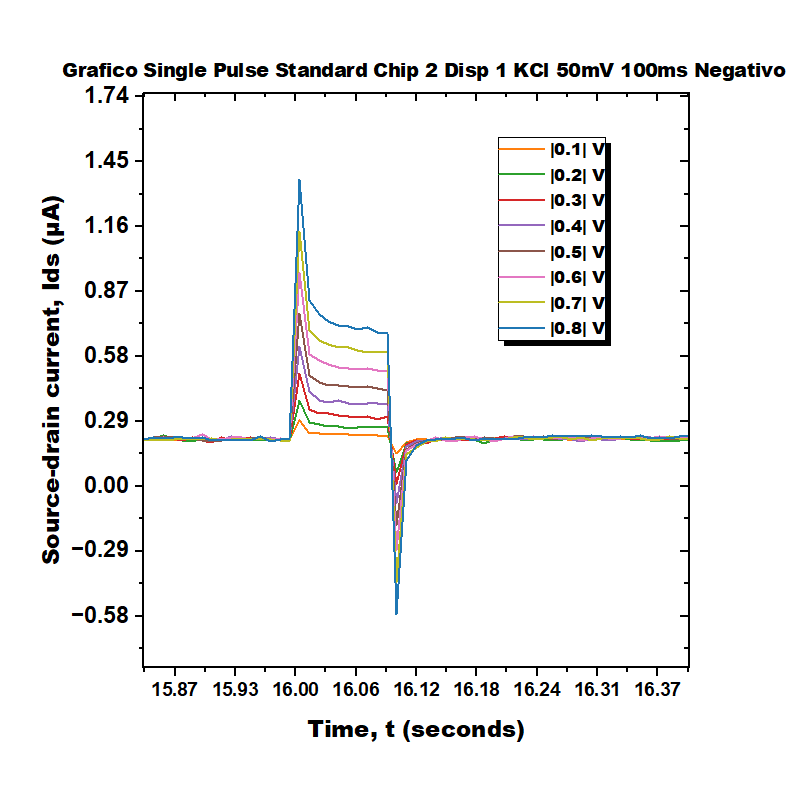 Grafico Single Pulse Standard Chip 2 Disp 1 KCl 50mV 100ms Negativo
Source-drain current, Ids (µA)
1.74
1.45
1.16
0.87
0.58
0.29
0.00
−0.29
−0.58
|0.1| V
|0.2| V
|0.3| V
|0.4| V
|0.5| V
|0.6| V
|0.7| V
|0.8| V
15.87 15.93 16.00 16.06 16.12 16.18 16.24 16.31 16.37
Time, t (seconds)